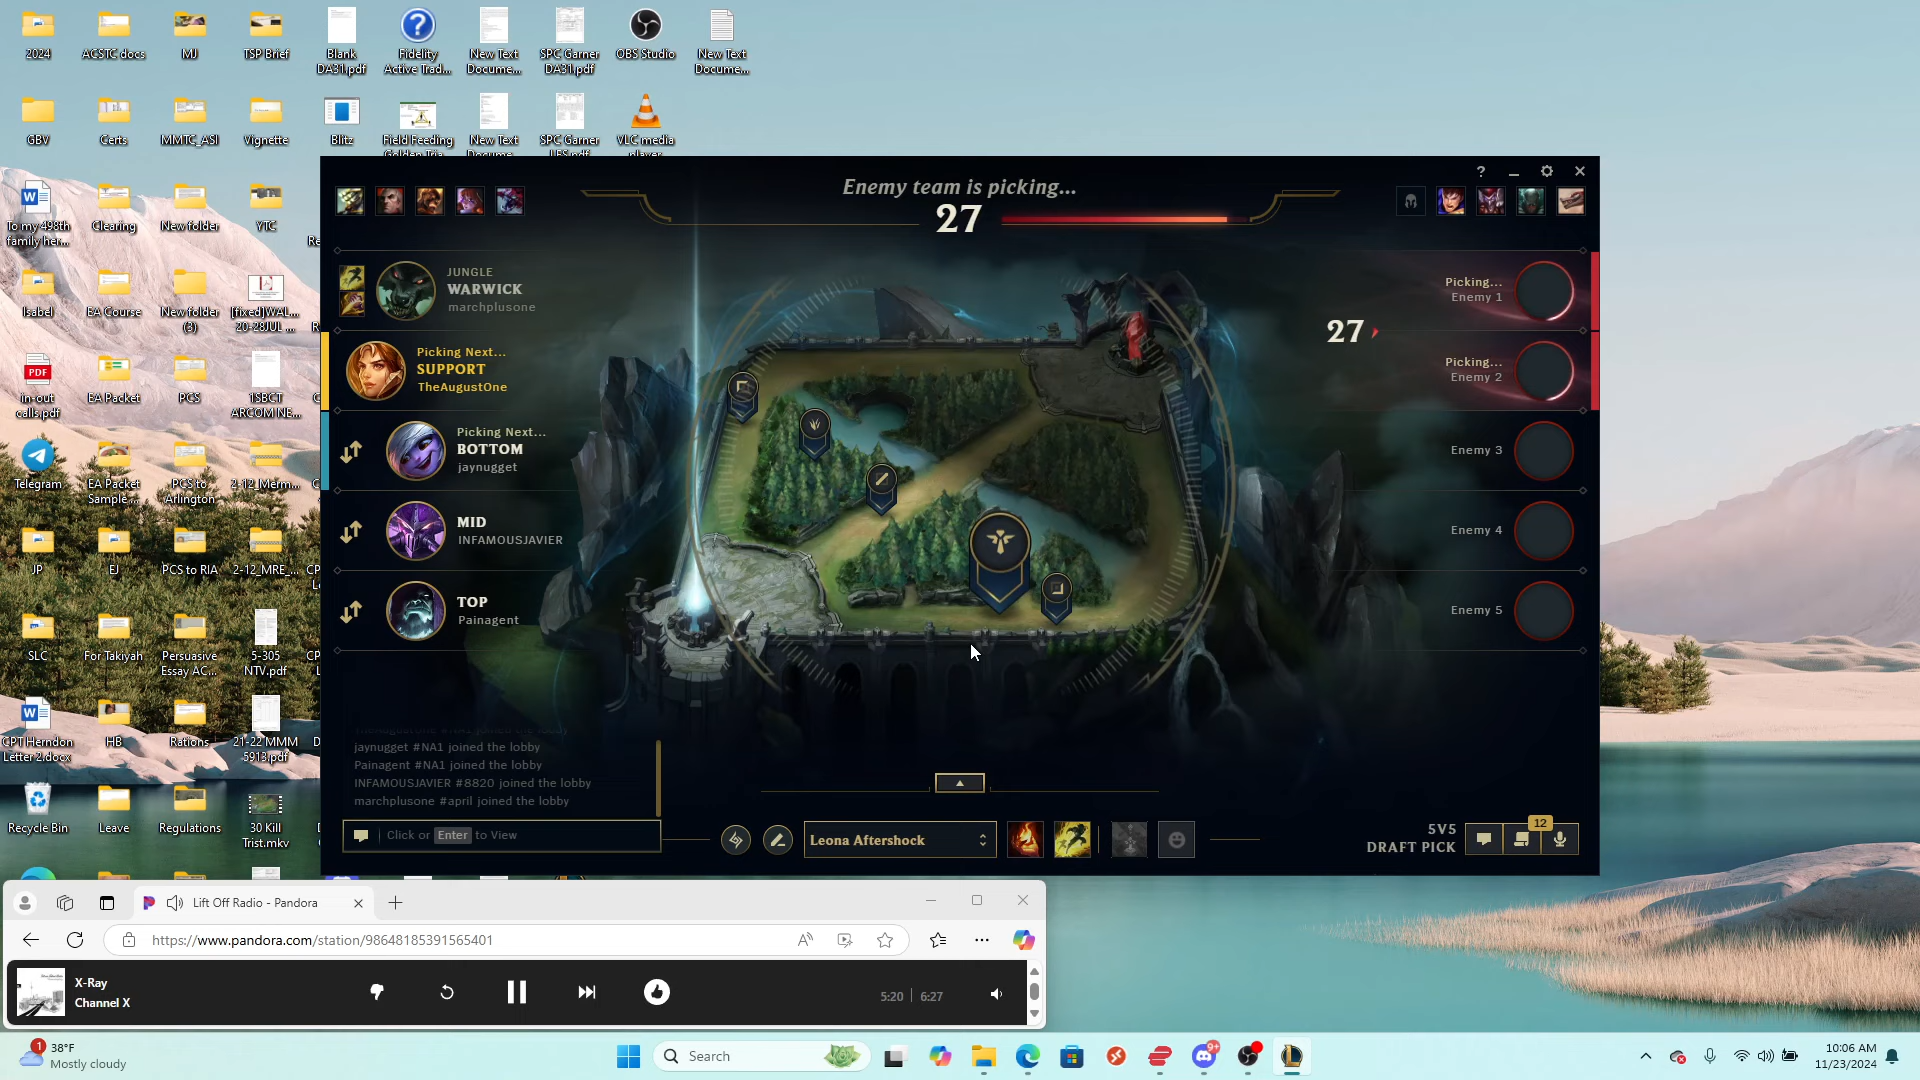 2024
ACSTC docs
MJ
TSP Brief
Blank
DA31.pdf
Fidelity
Active Trad...
New Text
Docume...
SPC Garner
DA31.pdf
OBS Studio
New Text
Docume...
GBV
Certs
MMTC_ASI
Vignette
Blitz
Field Feeding
Golden Tria...
New Text
Docume...
SPC Garner
LES.pdf
VLC media
player
To my 498th
family her...
Clearing
New folder
YTC
Isabel
EA Course
New folder
(3)
[fixed]WAL...
20-28JUL ...
in-out
calls.pdf
EA Packet
PCS
1SBCT
ARCOM NE...
Telegram
EA Packet
Sample ...
PCS to
Arlington
2-12_Merm...
JP
EJ
PCS to RIA
2-12_MRE_...
SLC
For Takiyah
Persuasive
Essay AC...
5-305
NTV.pdf
CPT Herndon
Letter 2.docx
HB
Rations
21-22 MMM
5913.pdf
Recycle Bin
Leave
Regulations
30 Kill
Trist.mkv
Enemy team is picking...
27
JUNGLE
WARWICK
marchplusone
Picking Next...
SUPPORT
TheAugustOne
Picking Next...
BOTTOM
jaynugget
MID
INFAMOUSJAVIER
TOP
Painagent
27
Picking...
Enemy 1
Picking...
Enemy 2
Enemy 3
Enemy 4
Enemy 5
jaynugget #NA1 joined the lobby
Painagent #NA1 joined the lobby
INFAMOUSJAVIER #8820 joined the lobby
marchplusone #april joined the lobby
Click or Enter to View
Leona Aftershock
5V5
DRAFT PICK
12
Lift Off Radio - Pandora
https://www.pandora.com/station/98648185391565401
X-Ray
Channel X
5:20 | 6:27
1
38°F
Mostly cloudy
Search
9+
10:06 AM
11/23/2024